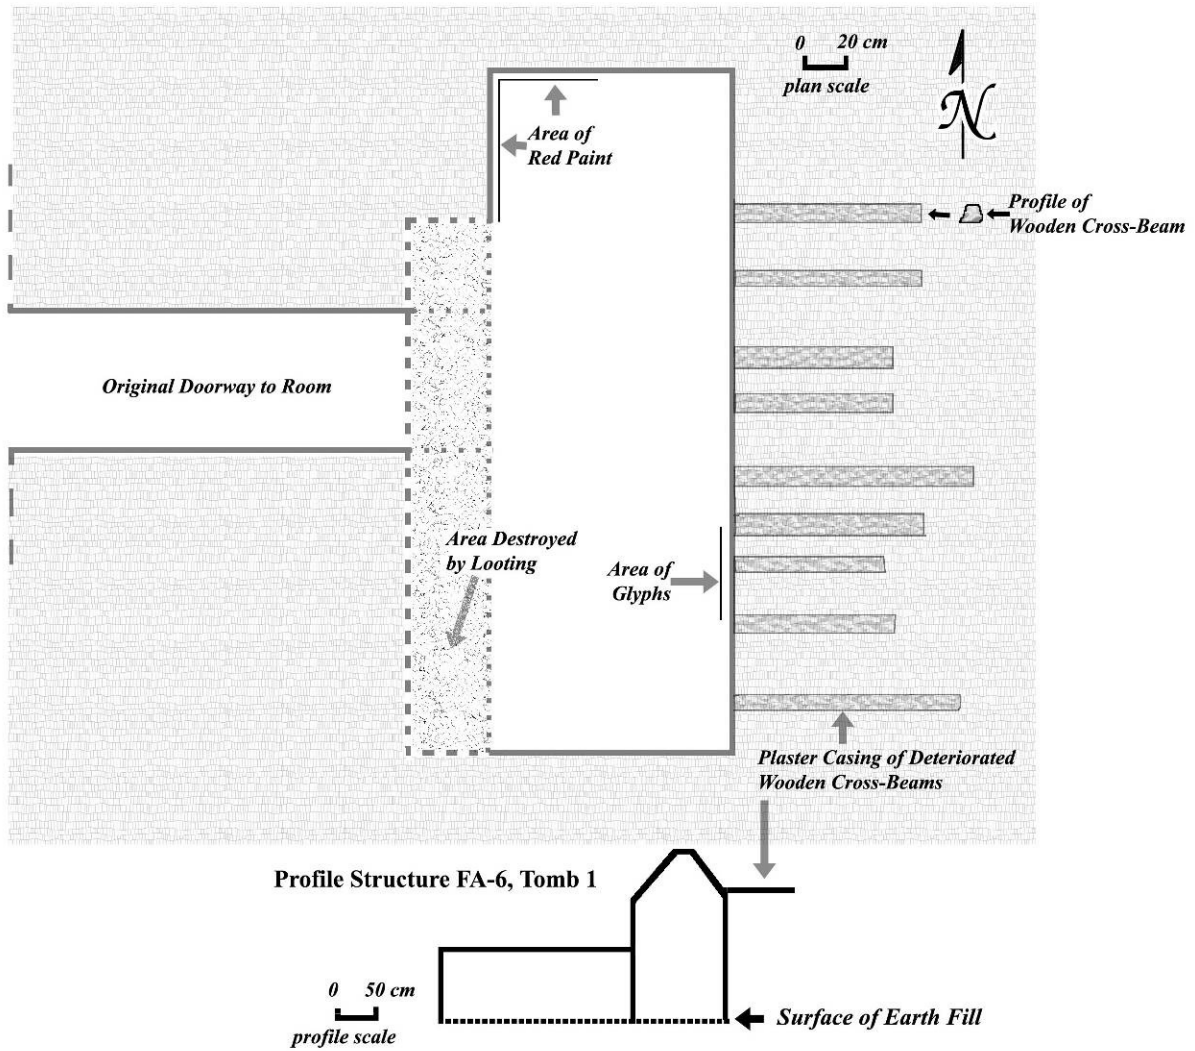 0 20 cm
plan scale
N
Area of
Red Paint
Profile of
Wooden Cross-Beam
Original Doorway to Room
Area Destroyed
by Looting
Area of
Glyphs
Plaster Casing of Deteriorated
Wooden Cross-Beams
Profile Structure FA-6, Tomb 1
0 50 cm
profile scale
Surface of Earth Fill